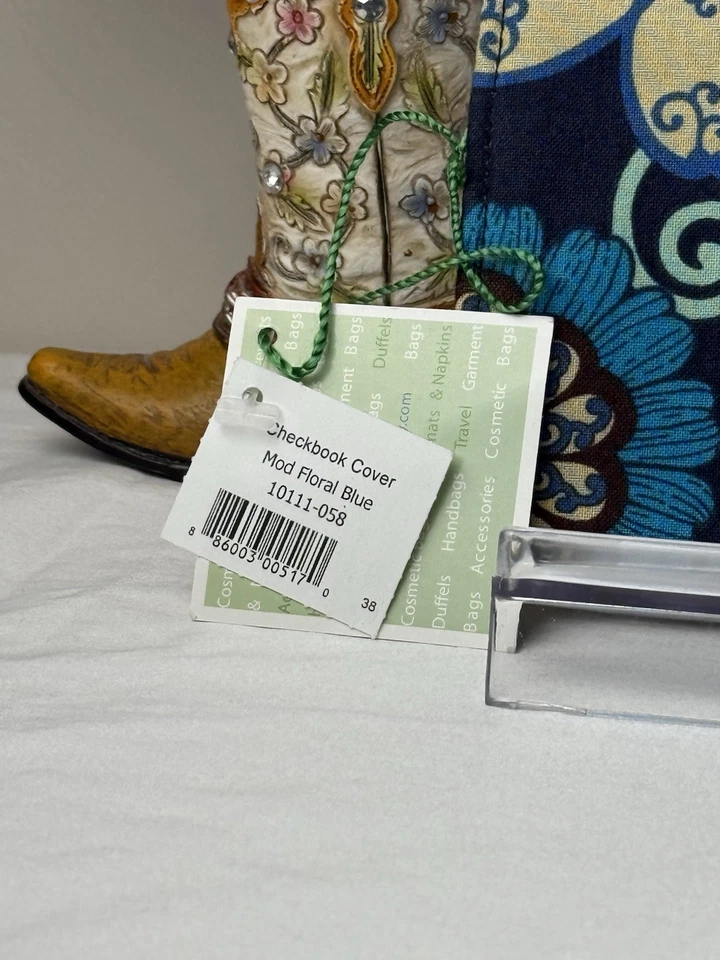 Checkbook Cover
Mod Floral Blue
10111-058
8 86003 00517 0
38
Bags
Bags
Duffels
Bags
& Napkins
Garment
Bags
.com
Travel
Cosmetic
Handbags
Accessories
Cosmetic
Duffels
Bags
&